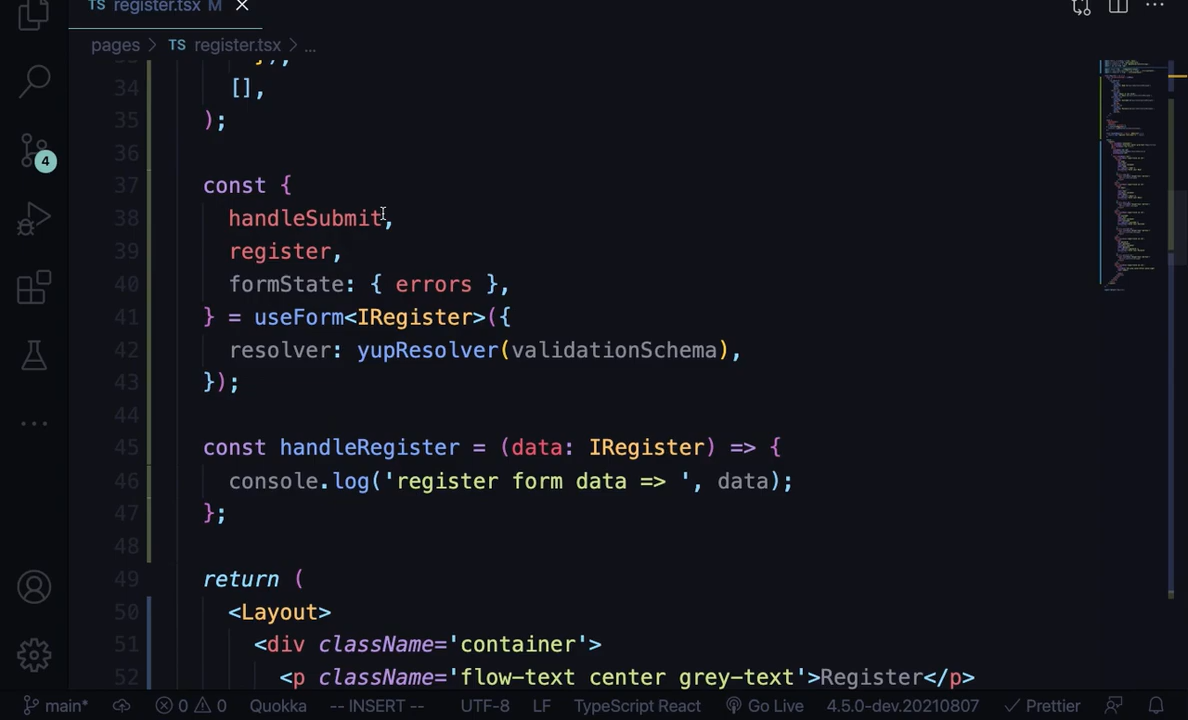 TS register.tsx M
pages > TS register.tsx > ...
34 [],
35 );
36
37 const {
38 handleSubmit,
39 register,
40 formState: { errors },
41 } = useForm<IRegister>({
42 resolver: yupResolver(validationSchema),
43 });
44
45 const handleRegister = (data: IRegister) => {
46 console.log('register form data => ', data);
47 };
48
49 return (
50 <Layout>
51 <div className='container'>
52 <p className='flow-text center grey-text'>Register</p>
4
main* 0 0 Quokka -- INSERT -- UTF-8 LF TypeScript React Go Live 4.5.0-dev.20210807 Prettier